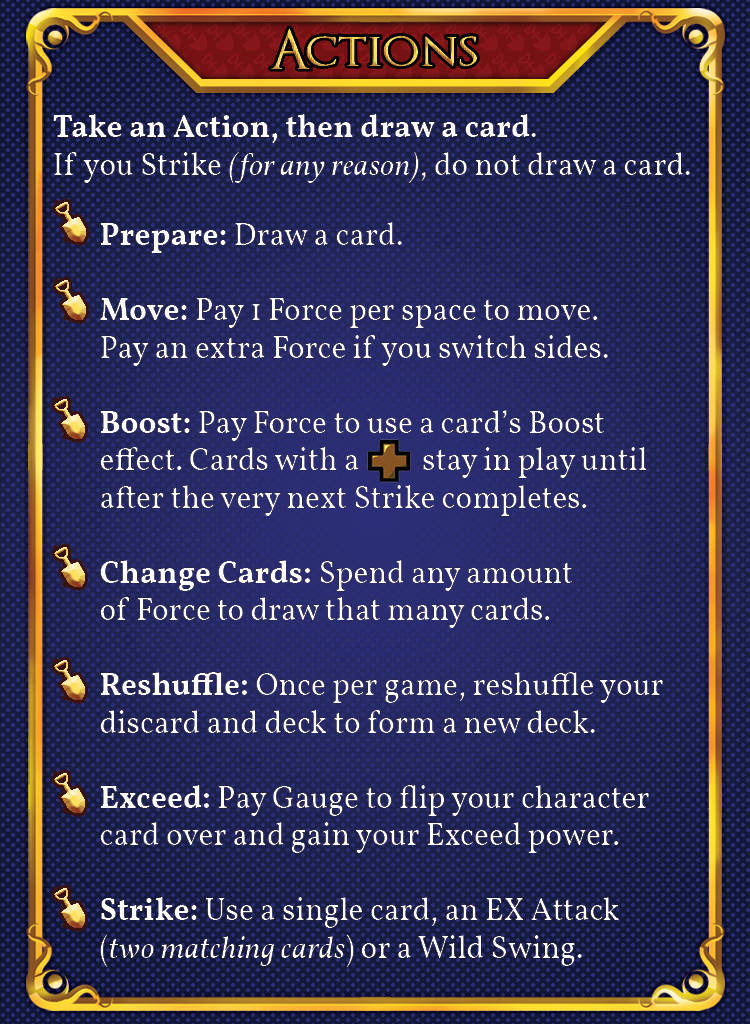 ACTIONS
Take an Action, then draw a card.
If you Strike (for any reason), do not draw a card.
Prepare: Draw a card.
Move: Pay 1 Force per space to move.
Pay an extra Force if you switch sides.
Boost: Pay Force to use a card’s Boost
effect. Cards with a stay in play until
after the very next Strike completes.
Change Cards: Spend any amount
of Force to draw that many cards.
Reshuffle: Once per game, reshuffle your
discard and deck to form a new deck.
Exceed: Pay Gauge to flip your character
card over and gain your Exceed power.
Strike: Use a single card, an EX Attack
(two matching cards) or a Wild Swing.